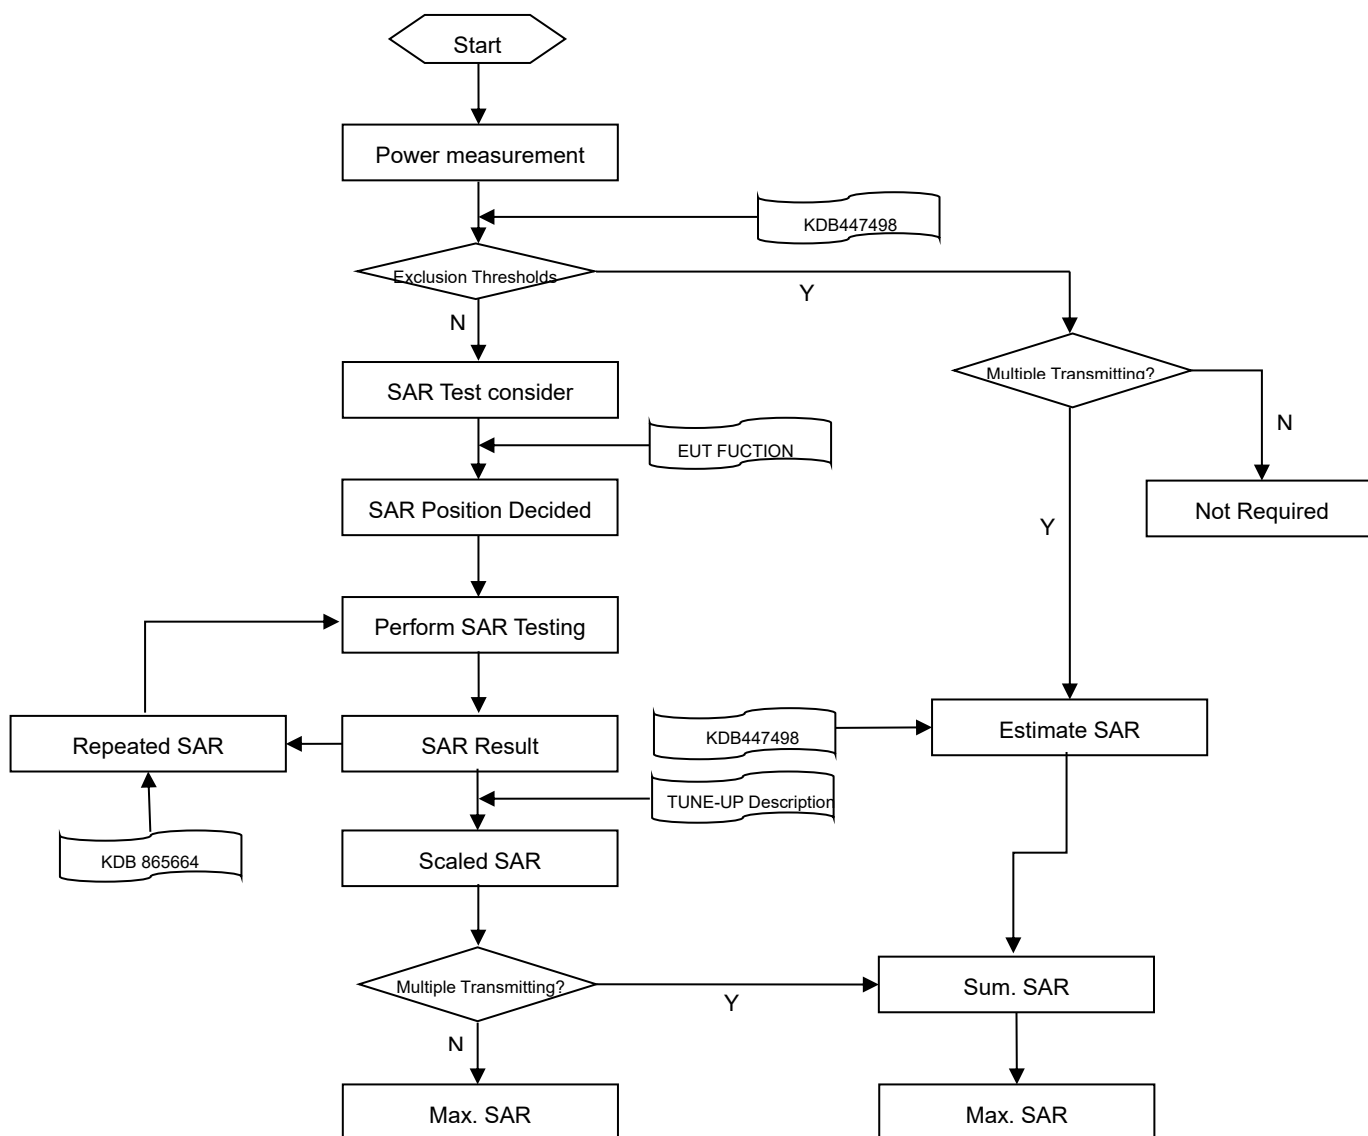 Start
Power measurement
KDB447498
Exclusion Thresholds
Y
N
Multiple Transmitting?
SAR Test consider
N
EUT FUCTION
SAR Position Decided
Not Required
Y
Perform SAR Testing
Repeated SAR
SAR Result
KDB447498
Estimate SAR
TUNE-UP Description
KDB 865664
Scaled SAR
Multiple Transmitting?
Y
Sum. SAR
N
Max. SAR
Max. SAR